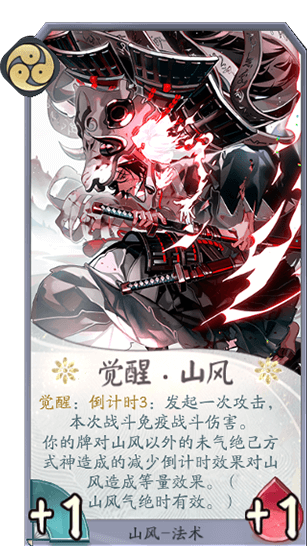 觉醒·山风
觉醒：倒计时3：发起一次攻击，
本次战斗免疫战斗伤害。
你的牌对山风以外的未气绝己方
式神造成的减少倒计时效果对山
风造成等量效果。（
山风气绝时有效。）
+1
山风-法术
+1